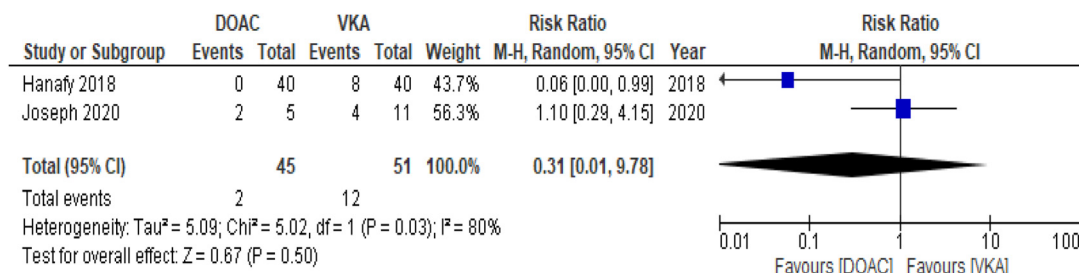 DOAC VKA Risk Ratio Risk Ratio
Study or Subgroup Events Total Events Total Weight M-H, Random, 95% CI Year M-H, Random, 95% CI
Hanafy 2018 0 40 8 40 43.7% 0.06 [0.00, 0.99] 2018
Joseph 2020 2 5 4 11 56.3% 1.10 [0.29, 4.15] 2020
Total (95% CI) 45 51 100.0% 0.31 [0.01, 9.78]
Total events 2 12
Heterogeneity: Tau² = 5.09; Chi² = 5.02, df = 1 (P = 0.03); I² = 80%
Test for overall effect: Z = 0.67 (P = 0.50)
0.01 0.1 1 10 100
Favours [DOAC] Favours [VKA]